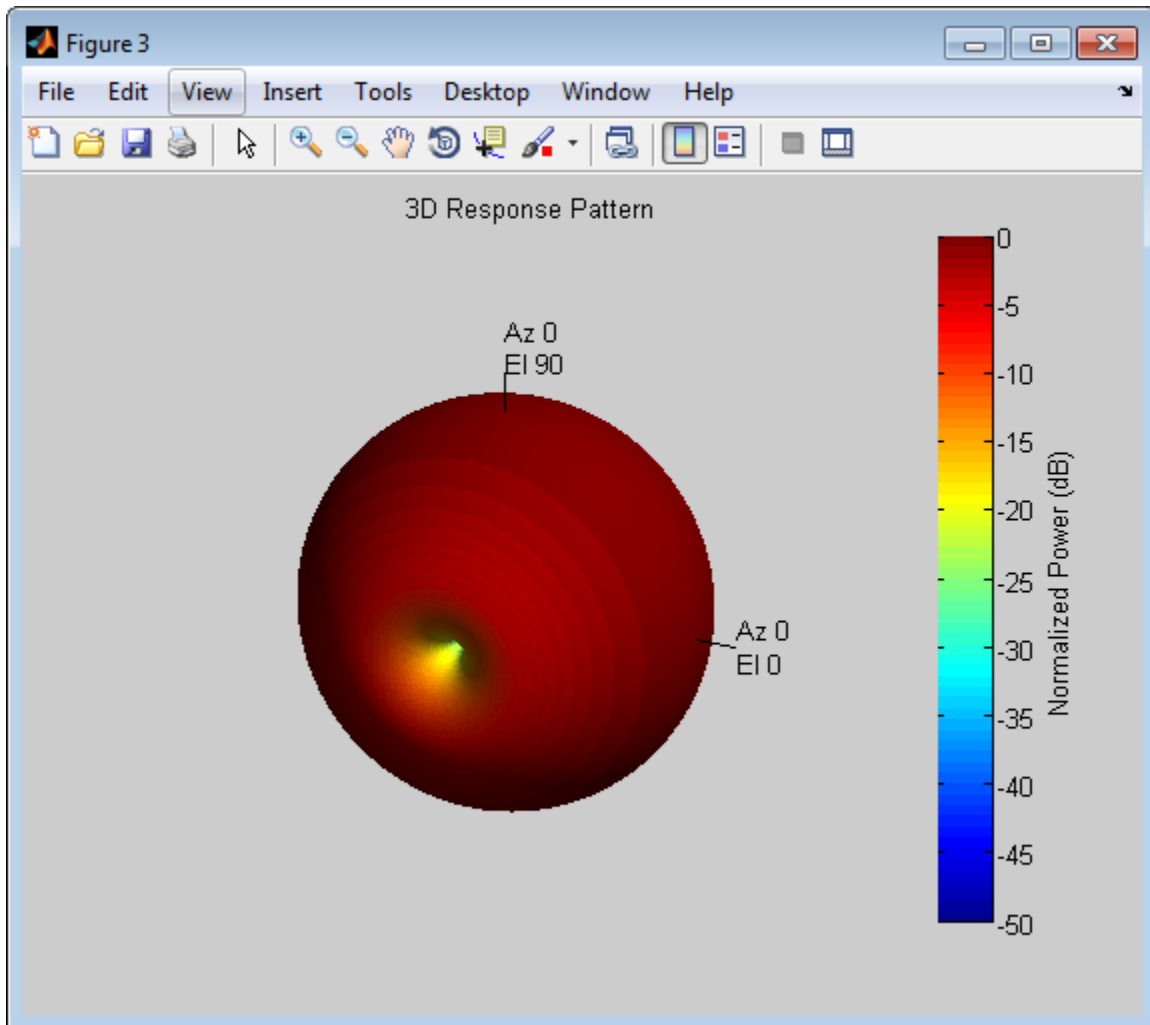 Figure 3
File Edit View Insert Tools Desktop Window Help
3D Response Pattern
Az 0
El 90
Az 0
El 0
0
-5
-10
-15
-20
-25
-30
-35
-40
-45
-50
Normalized Power (dB)